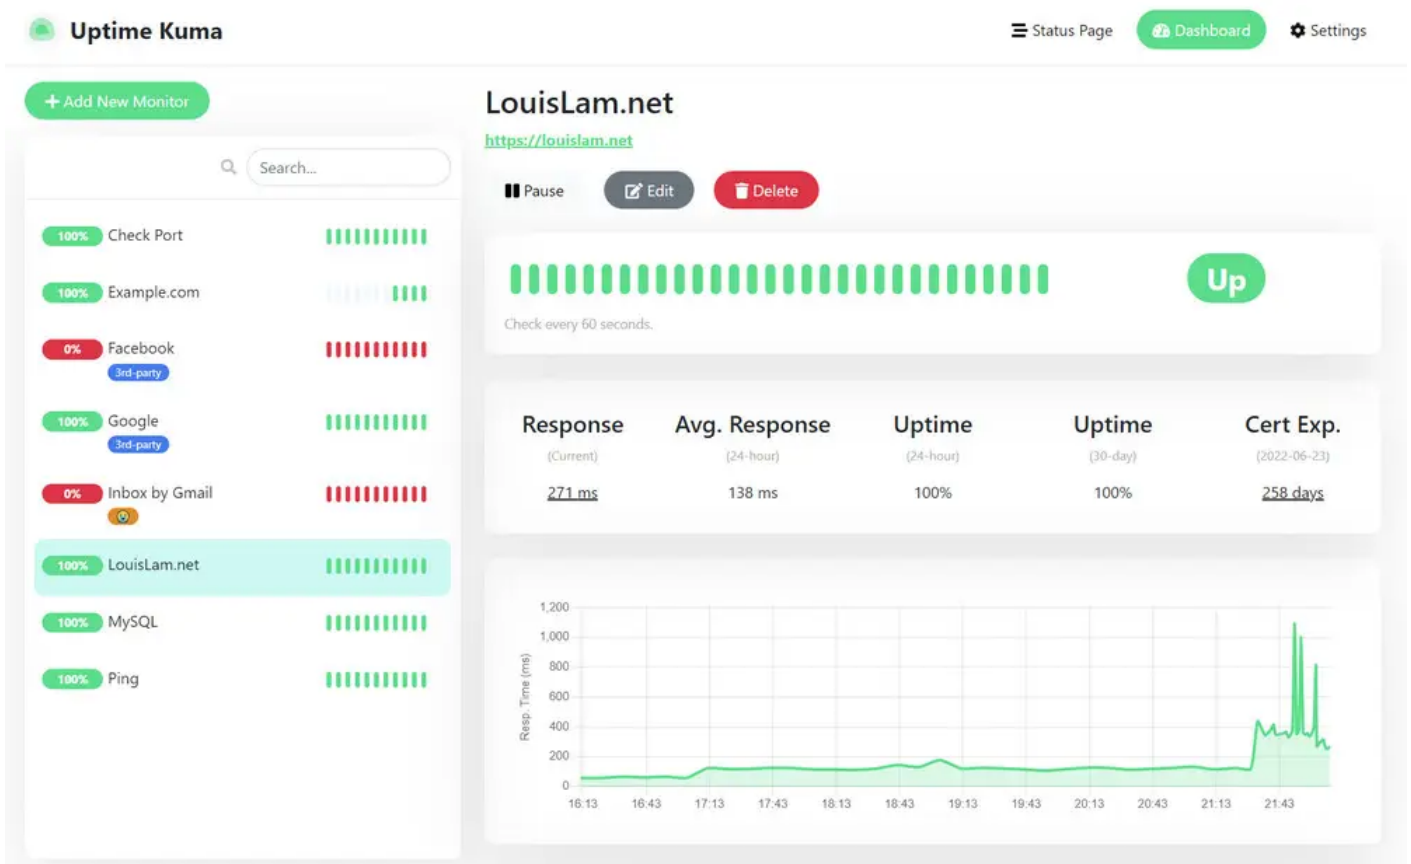 Uptime Kuma
Status Page
Dashboard
Settings
Add New Monitor
Search...
100% Check Port
100% Example.com
0% Facebook
3rd-party
100% Google
3rd-party
0% Inbox by Gmail
100% LouisLam.net
100% MySQL
100% Ping
LouisLam.net
https://louislam.net
Pause
Edit
Delete
Up
Check every 60 seconds.
Response
(Current)
271 ms
Avg. Response
(24-hour)
138 ms
Uptime
(24-hour)
100%
Uptime
(30-day)
100%
Cert Exp.
(2022-06-23)
258 days
Resp. Time (ms)
1,200
1,000
800
600
400
200
0
16:13 16:43 17:13 17:43 18:13 18:43 19:13 19:43 20:13 20:43 21:13 21:43